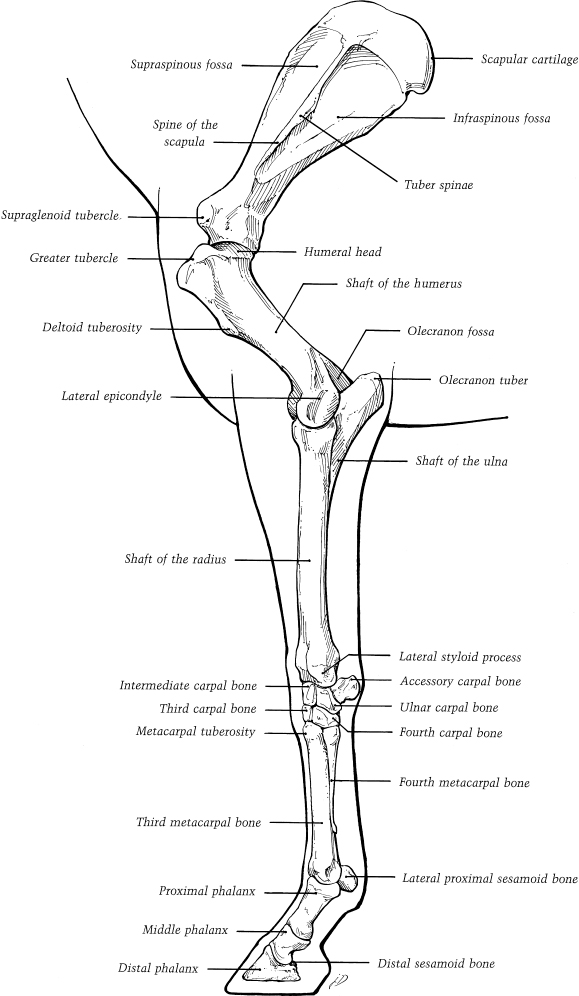 Supraspinous fossa
Scapular cartilage
Infraspinous fossa
Spine of the
scapula
Tuber spinae
Supraglenoid tubercle.
Humeral head
Greater tubercle
Shaft of the humerus
Deltoid tuberosity
Olecranon fossa
Olecranon tuber
Lateral epicondyle
Shaft of the ulna
Shaft of the radius
Lateral styloid process
Accessory carpal bone
Intermediate carpal bone
Ulnar carpal bone
Third carpal bone
Metacarpal tuberosity
Fourth carpal bone
Fourth metacarpal bone
Third metacarpal bone
Lateral proximal sesamoid bone
Proximal phalanx
Middle phalanx
Distal phalanx
Distal sesamoid bone